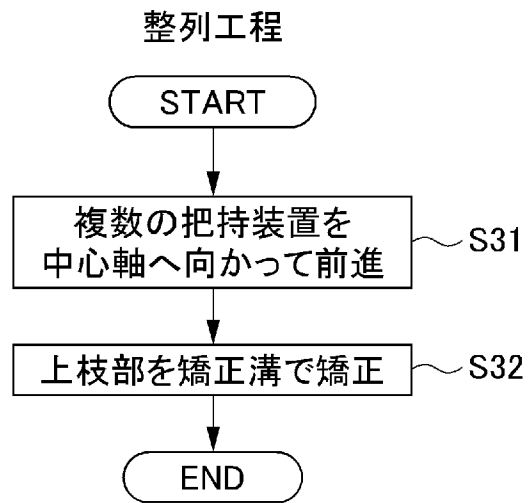 整列工程
START
複数の把持装置を
中心軸へ向かって前進
S31
上枝部を矯正溝で矯正
S32
END